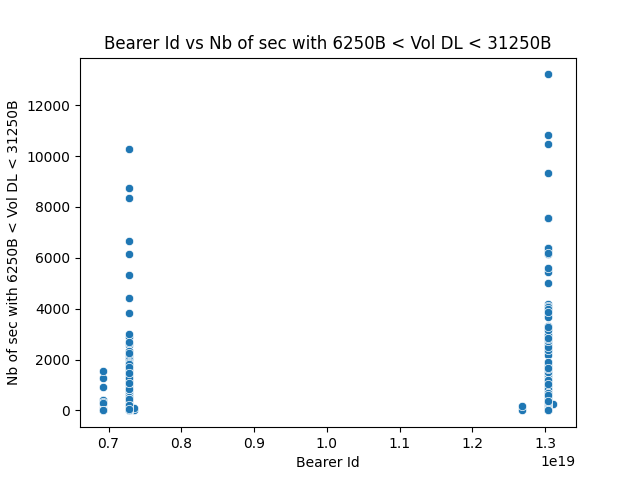 Bearer Id vs Nb of sec with 6250B < Vol DL < 31250B
Nb of sec with 6250B < Vol DL < 31250B
12000
10000
8000
6000
4000
2000
0
0.7 0.8 0.9 1.0 1.1 1.2 1.3
1e19
Bearer Id